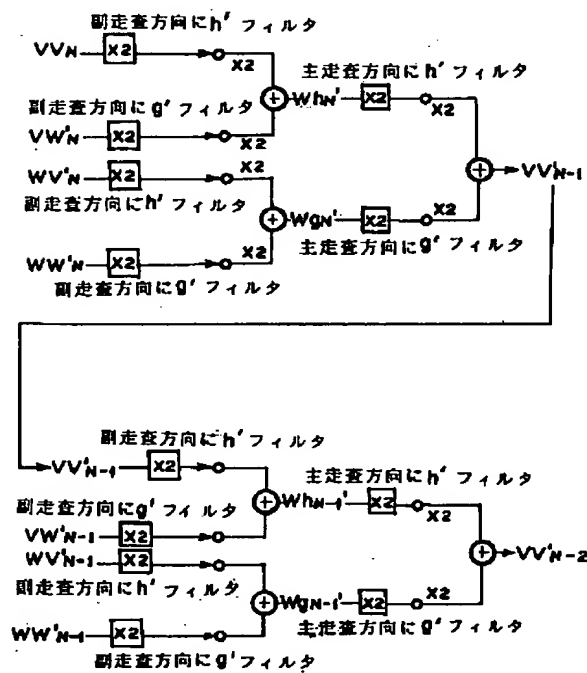 副走査方向にh′フィルタ
VVN X2 X2
主走査方向にh′フィルタ
WhN′ X2 X2
副走査方向にg′フィルタ
VW′N X2 X2
WV′N X2 X2
VV′N-1
副走査方向にh′フィルタ
WgN′ X2 X2
主走査方向にg′フィルタ
WW′N X2
副走査方向にg′フィルタ
副走査方向にh′フィルタ
VV′N-1 X2
主走査方向にh′フィルタ
WhN-1′ X2 X2
副走査方向にg′フィルタ
VW′N-1 X2
WV′N-1 X2
VV′N-2
副走査方向にh′フィルタ
WgN-1′ X2 X2
主走査方向にg′フィルタ
WW′N-1 X2
副走査方向にg′フィルタ